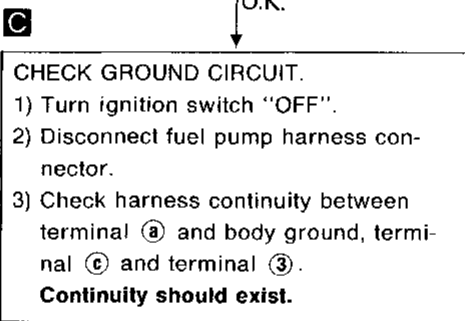 O.K.
C
CHECK GROUND CIRCUIT.
1) Turn ignition switch "OFF".
2) Disconnect fuel pump harness con-
nector.
3) Check harness continuity between
terminal ⓐ and body ground, termi-
nal ⓒ and terminal ③.
Continuity should exist.